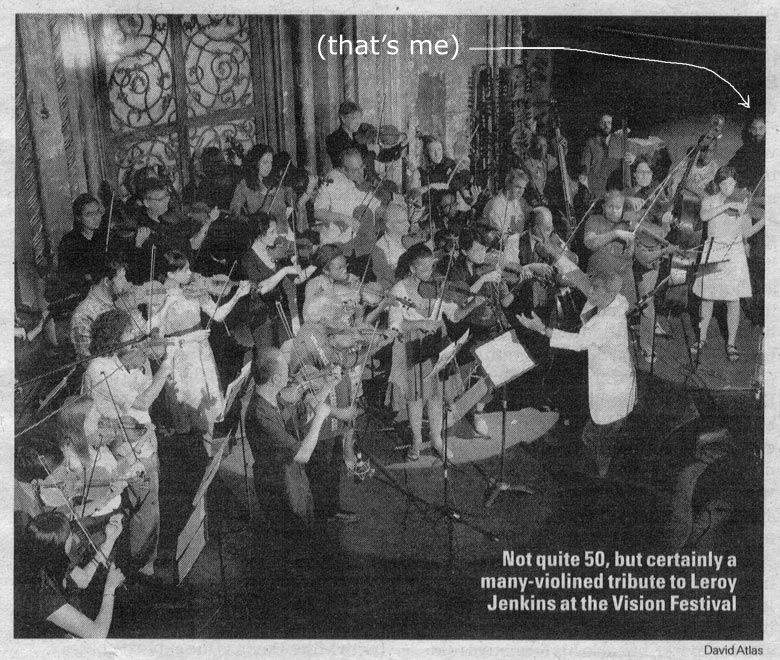 (that's me)
Not quite 50, but certainly a
many-violined tribute to Leroy
Jenkins at the Vision Festival
David Atlas